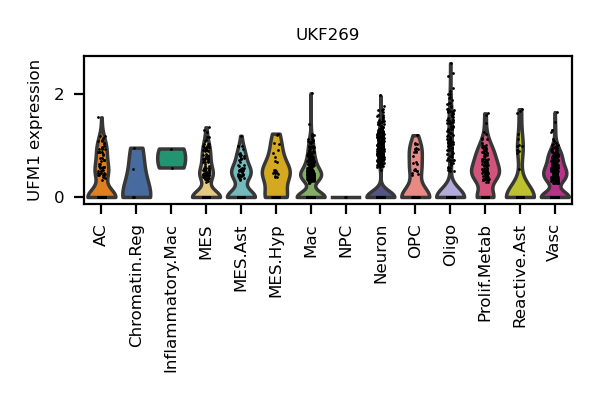 UKF269
UFM1 expression
2
0
AC
Chromatin.Reg
Inflammatory.Mac
MES
MES.Ast
MES.Hyp
Mac
NPC
Neuron
OPC
Oligo
Prolif.Metab
Reactive.Ast
Vasc